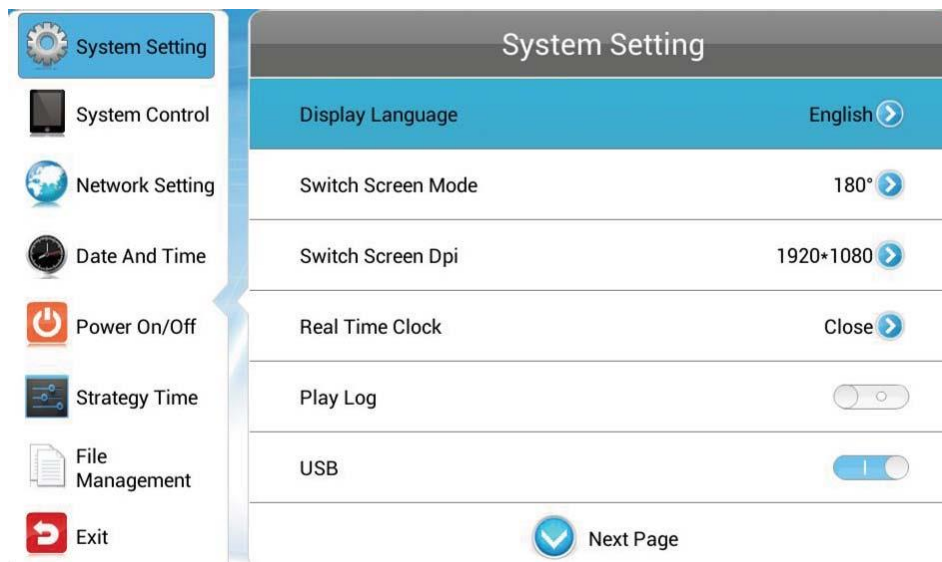 System Setting
System Control
Network Setting
Date And Time
Power On/Off
Strategy Time
File
Management
Exit
System Setting
Display Language English
Switch Screen Mode 180°
Switch Screen Dpi 1920*1080
Real Time Clock Close
Play Log
USB
Next Page